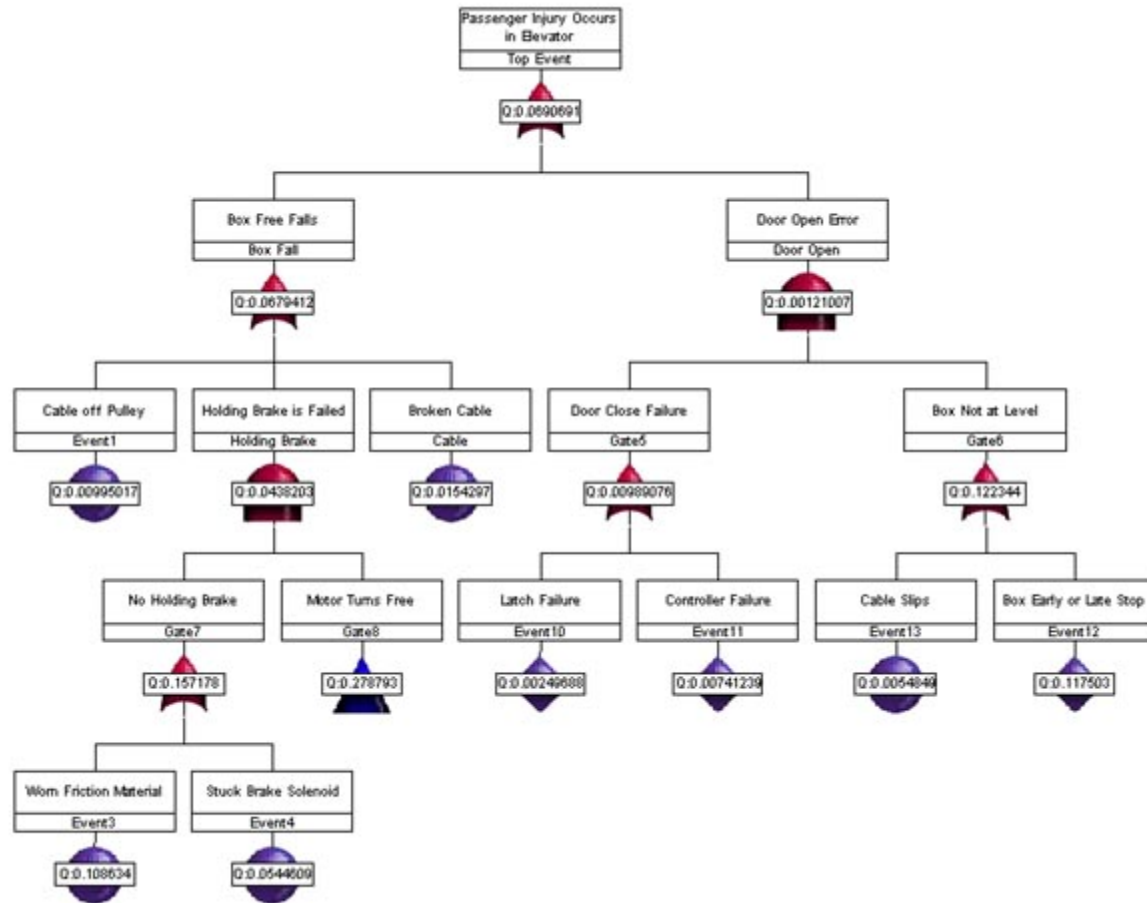 Passenger Injury Occurs
in Elevator
Top Event
Q:0.0690691
Box Free Falls
Box Fall
Q:0.0679412
Door Open Error
Door Open
Q:0.00121007
Cable off Pulley
Event1
Q:0.00995017
Holding Brake is Failed
Holding Brake
Q:0.0438203
Broken Cable
Cable
Q:0.0154297
Door Close Failure
Gate5
Q:0.00989076
Box Not at Level
Gate6
Q:0.122344
No Holding Brake
Gate7
Q:0.157178
Motor Turns Free
Gate8
Q:0.278793
Latch Failure
Event10
Q:0.00249688
Controller Failure
Event11
Q:0.00741239
Cable Slips
Event13
Q:0.0054849
Box Early or Late Stop
Event12
Q:0.117503
Worn Friction Material
Event3
Q:0.108634
Stuck Brake Solenoid
Event4
Q:0.0544609